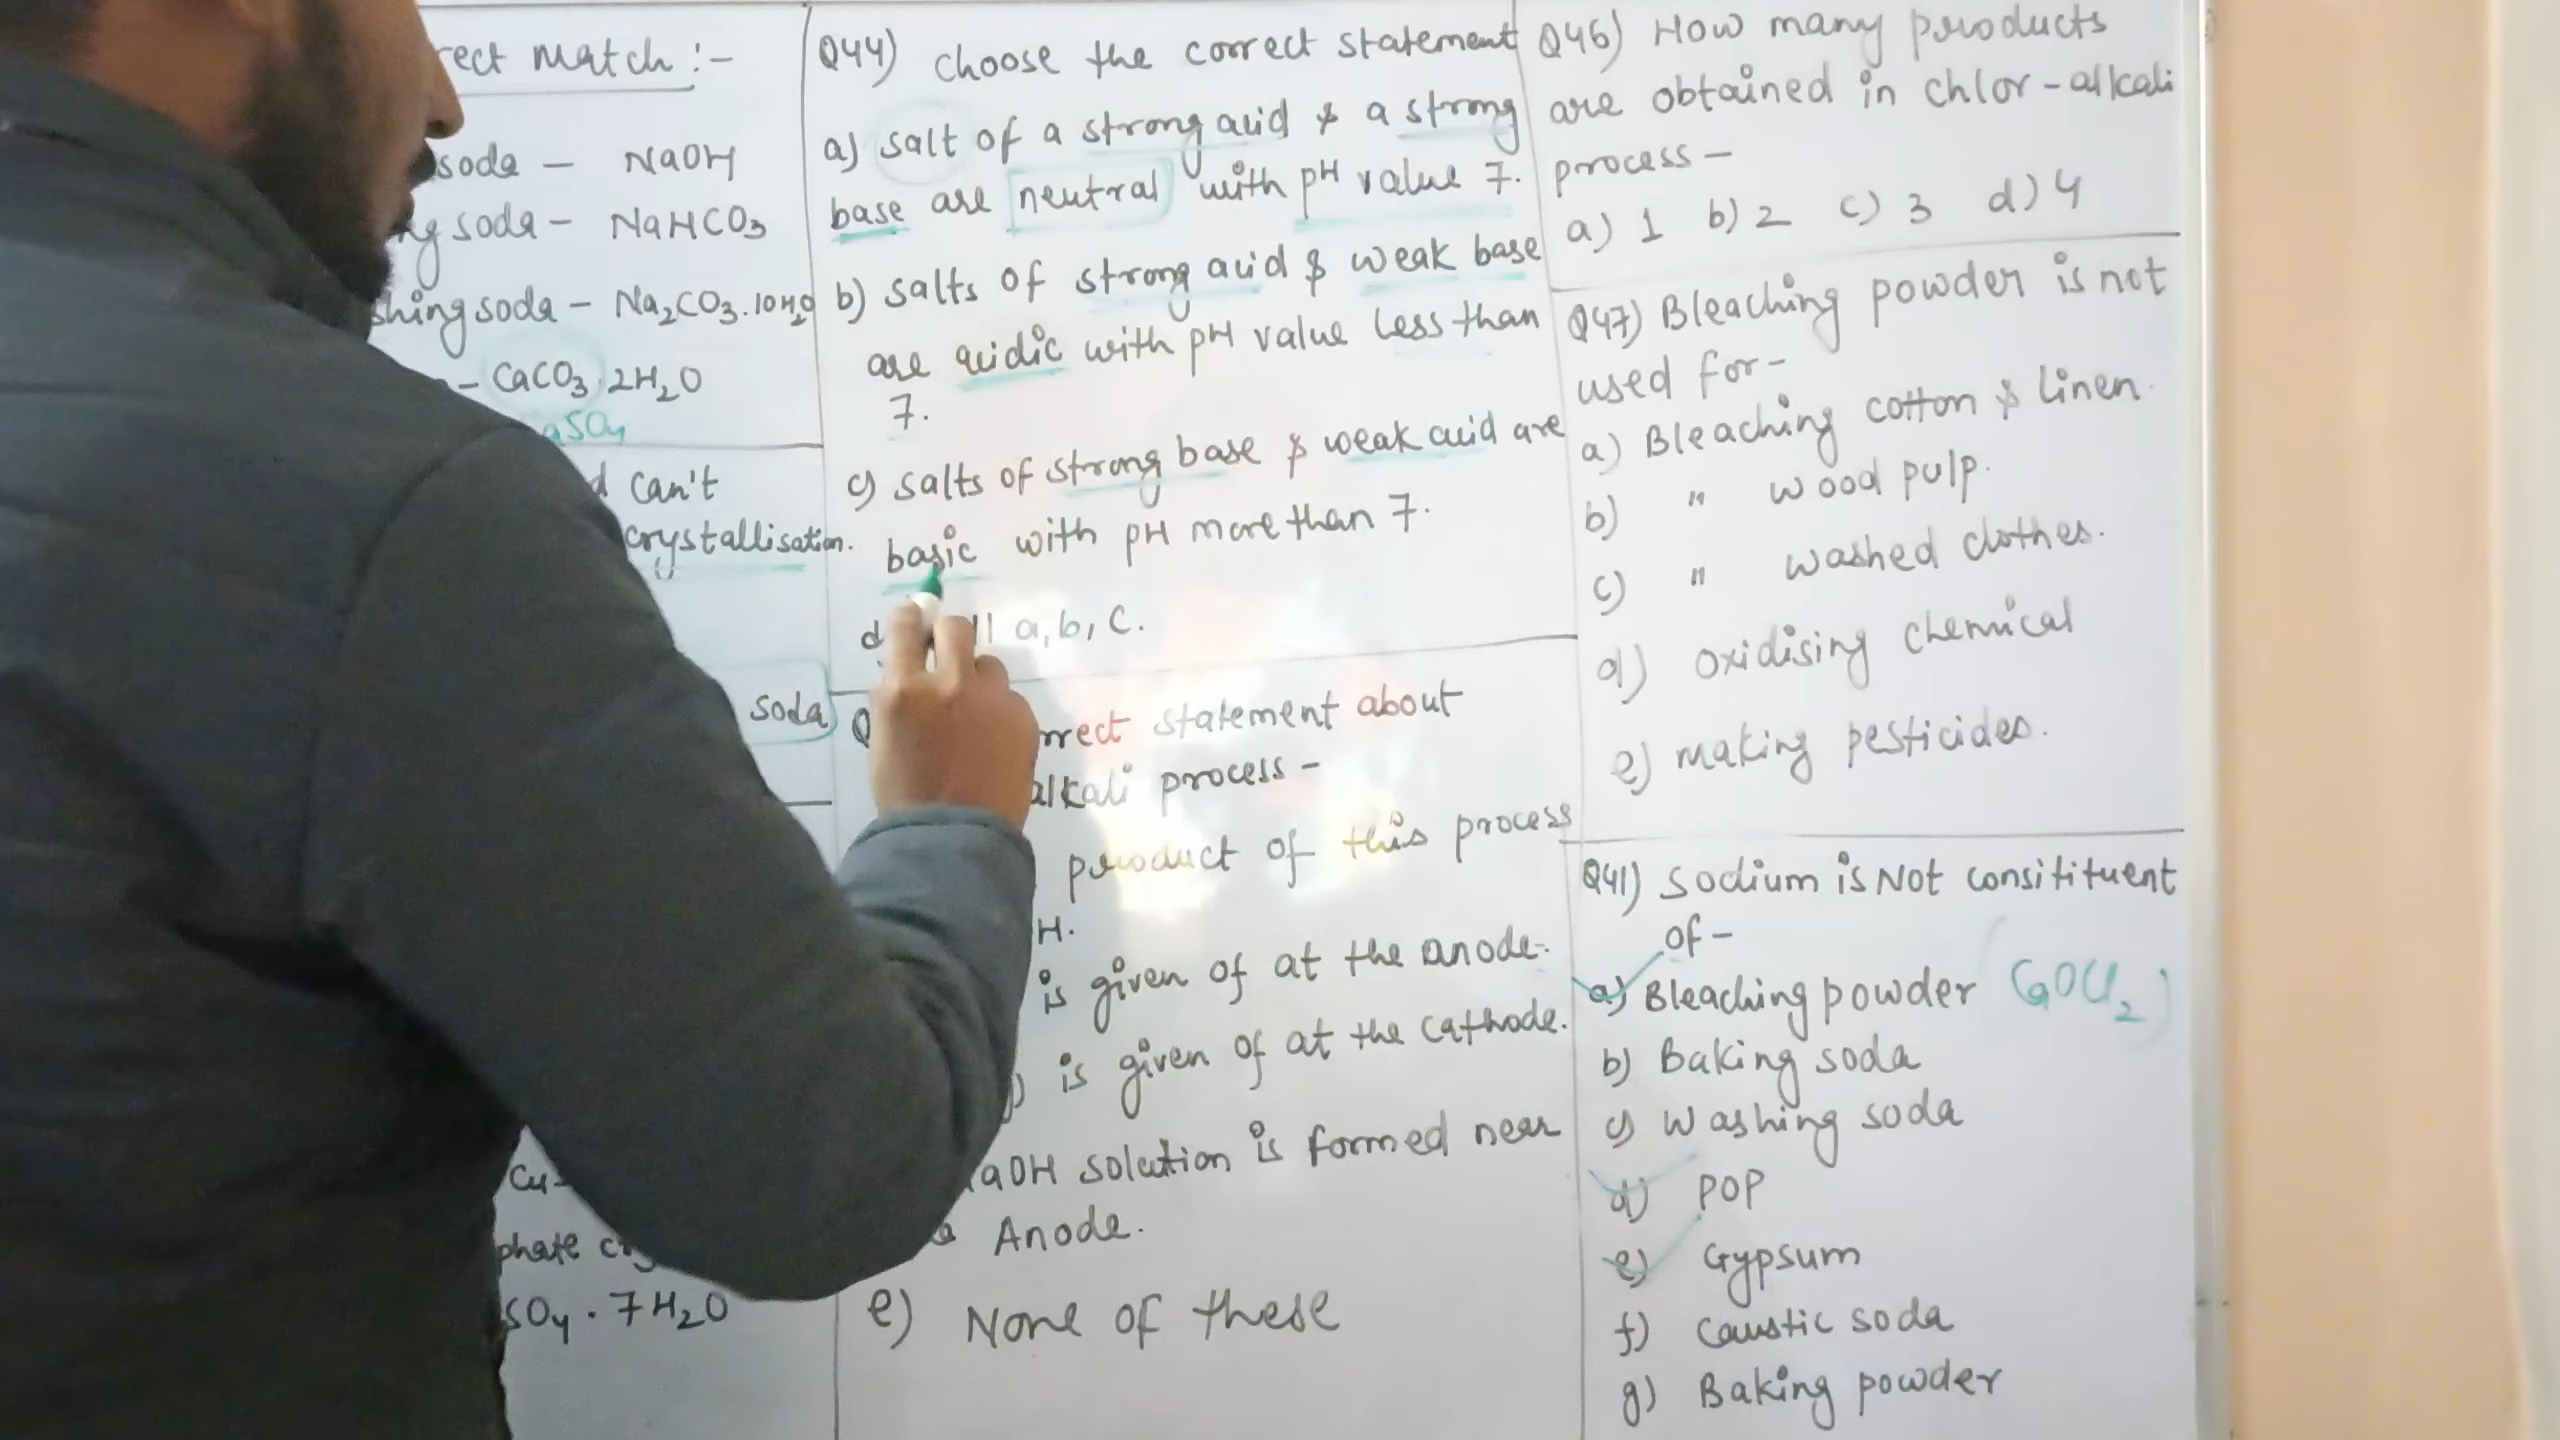 rect Match :-
soda - NaOH
soda - NaHCO3
shing soda - Na2CO3.10H2O
- CaCO3.2H2O
aSO4
can't
crystallisation.
soda
Cu-
phate
SO4 . 7H2O
Q44) choose the correct statement
a) salt of a strong acid & a strong
base are neutral with pH value 7.
b) salts of strong acid & weak base
are acidic with pH value less than
7.
c) salts of strong base & weak acid are
basic with pH more than 7.
d) a, b, c.
rrect statement about
alkali process -
product of this process
H.
is given of at the anode.
is given of at the cathode.
aOH solution is formed near
Anode.
e) None of these
Q46) How many products
are obtained in chlor-alkali
process -
a) 1 b) 2 c) 3 d) 4
Q47) Bleaching powder is not
used for-
a) Bleaching cotton & linen.
b) " wood pulp.
c) " washed clothes.
d) oxidising chemical
e) making pesticides.
Q41) sodium is Not consitituent
of -
a) Bleaching powder CaOCl2
b) Baking soda
c) washing soda
d) POP
e) Gypsum
f) caustic soda
g) Baking powder